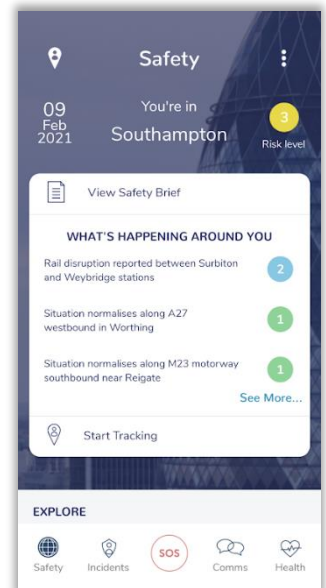 Safety
09
Feb
2021
You're in
Southampton
3
Risk level
View Safety Brief
WHAT'S HAPPENING AROUND YOU
Rail disruption reported between Surbiton
and Weybridge stations
2
Situation normalises along A27
westbound in Worthing
1
Situation normalises along M23 motorway
southbound near Reigate
1
See More...
Start Tracking
EXPLORE
Safety
Incidents
SOS
Comms
Health